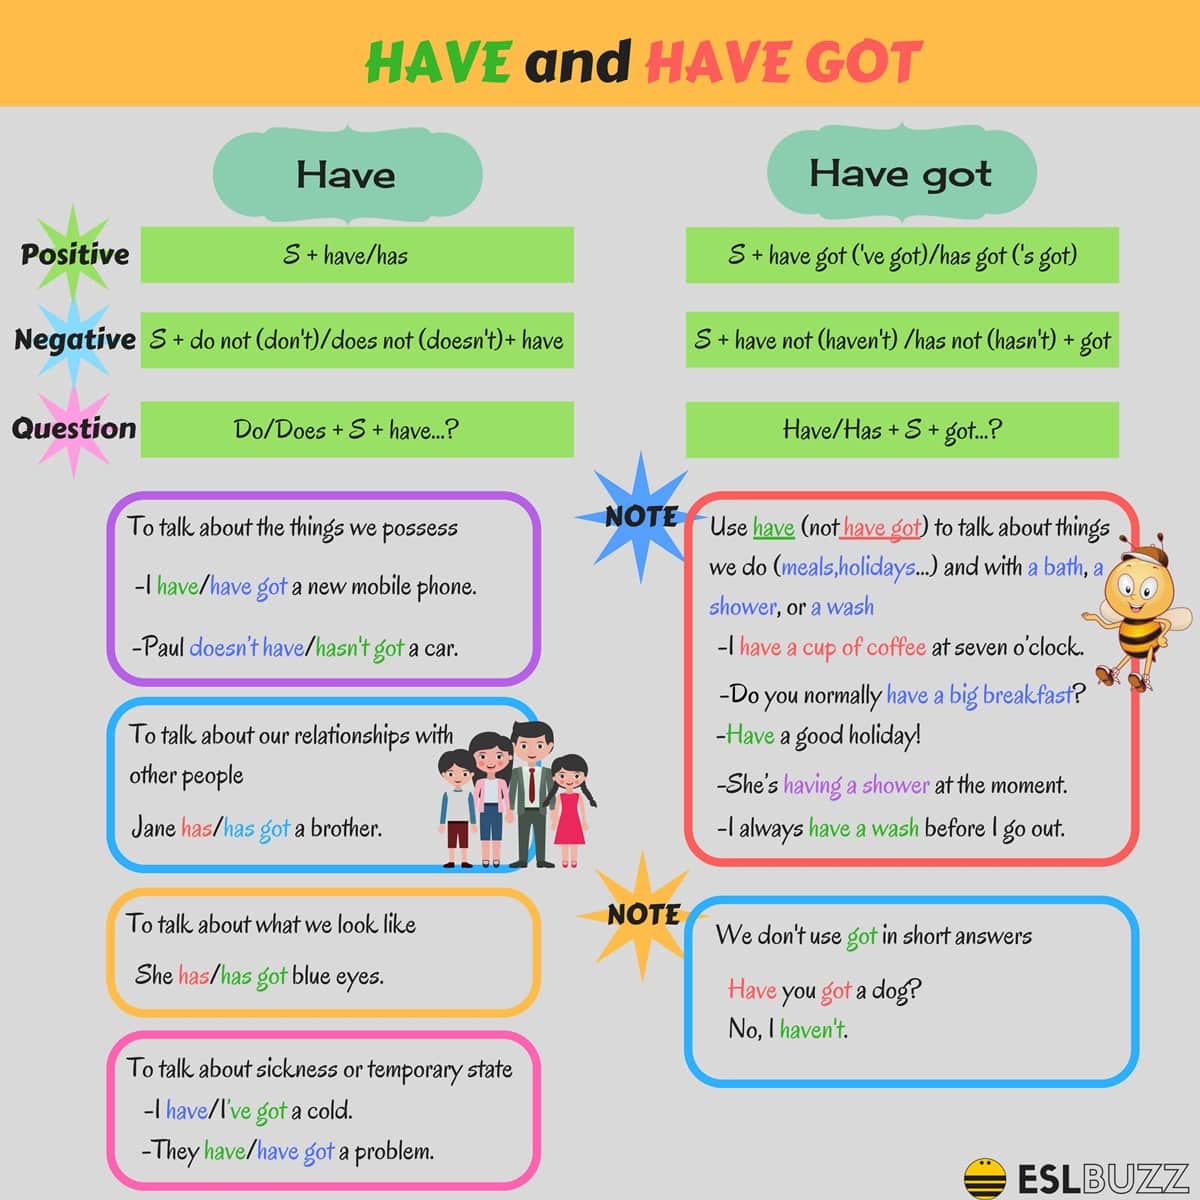 HAVE and HAVE GOT
Have
Have got
Positive
S + have/has
S + have got ('ve got)/has got ('s got)
Negative
S + do not (don't)/does not (doesn't)+ have
S + have not (haven't) /has not (hasn't) + got
Question
Do/Does + S + have...?
Have/Has + S + got...?
To talk about the things we possess
-I have/have got a new mobile phone.
-Paul doesn't have/hasn't got a car.
To talk about our relationships with
other people
Jane has/has got a brother.
To talk about what we look like
She has/has got blue eyes.
To talk about sickness or temporary state
-I have/I've got a cold.
-They have/have got a problem.
NOTE
Use have (not have got) to talk about things
we do (meals,holidays...) and with a bath, a
shower, or a wash
-I have a cup of coffee at seven o'clock.
-Do you normally have a big breakfast?
-Have a good holiday!
-She's having a shower at the moment.
-I always have a wash before I go out.
NOTE
We don't use got in short answers
Have you got a dog?
No, I haven't.
ESLBUZZ